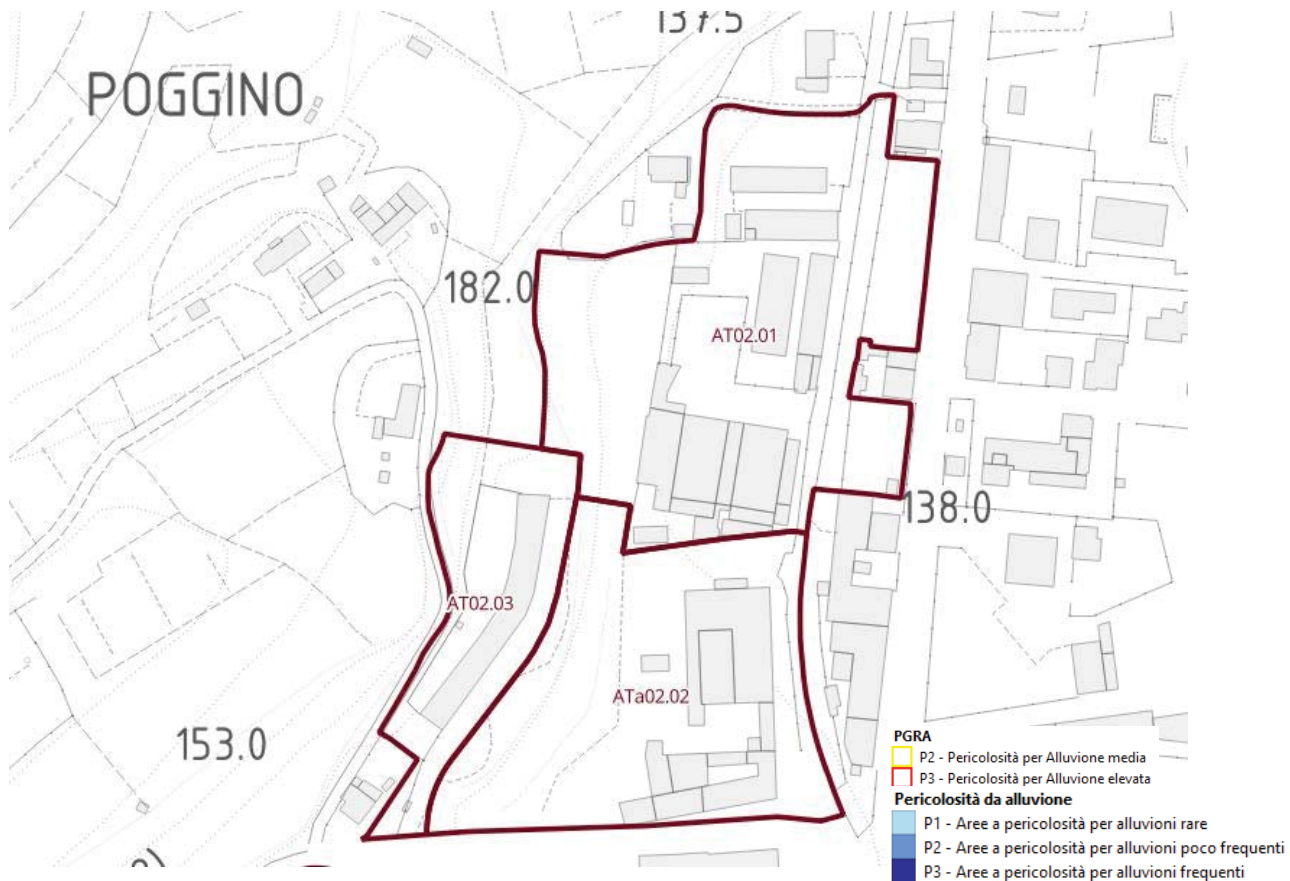 137.5
POGGINO
182.0
AT02.01
138.0
AT02.03
ATa02.02
153.0
PGRA
P2 - Pericolosità per Alluvione media
P3 - Pericolosità per Alluvione elevata
Pericolosità da alluvione
P1 - Aree a pericolosità per alluvioni rare
P2 - Aree a pericolosità per alluvioni poco frequenti
P3 - Aree a pericolosità per alluvioni frequenti